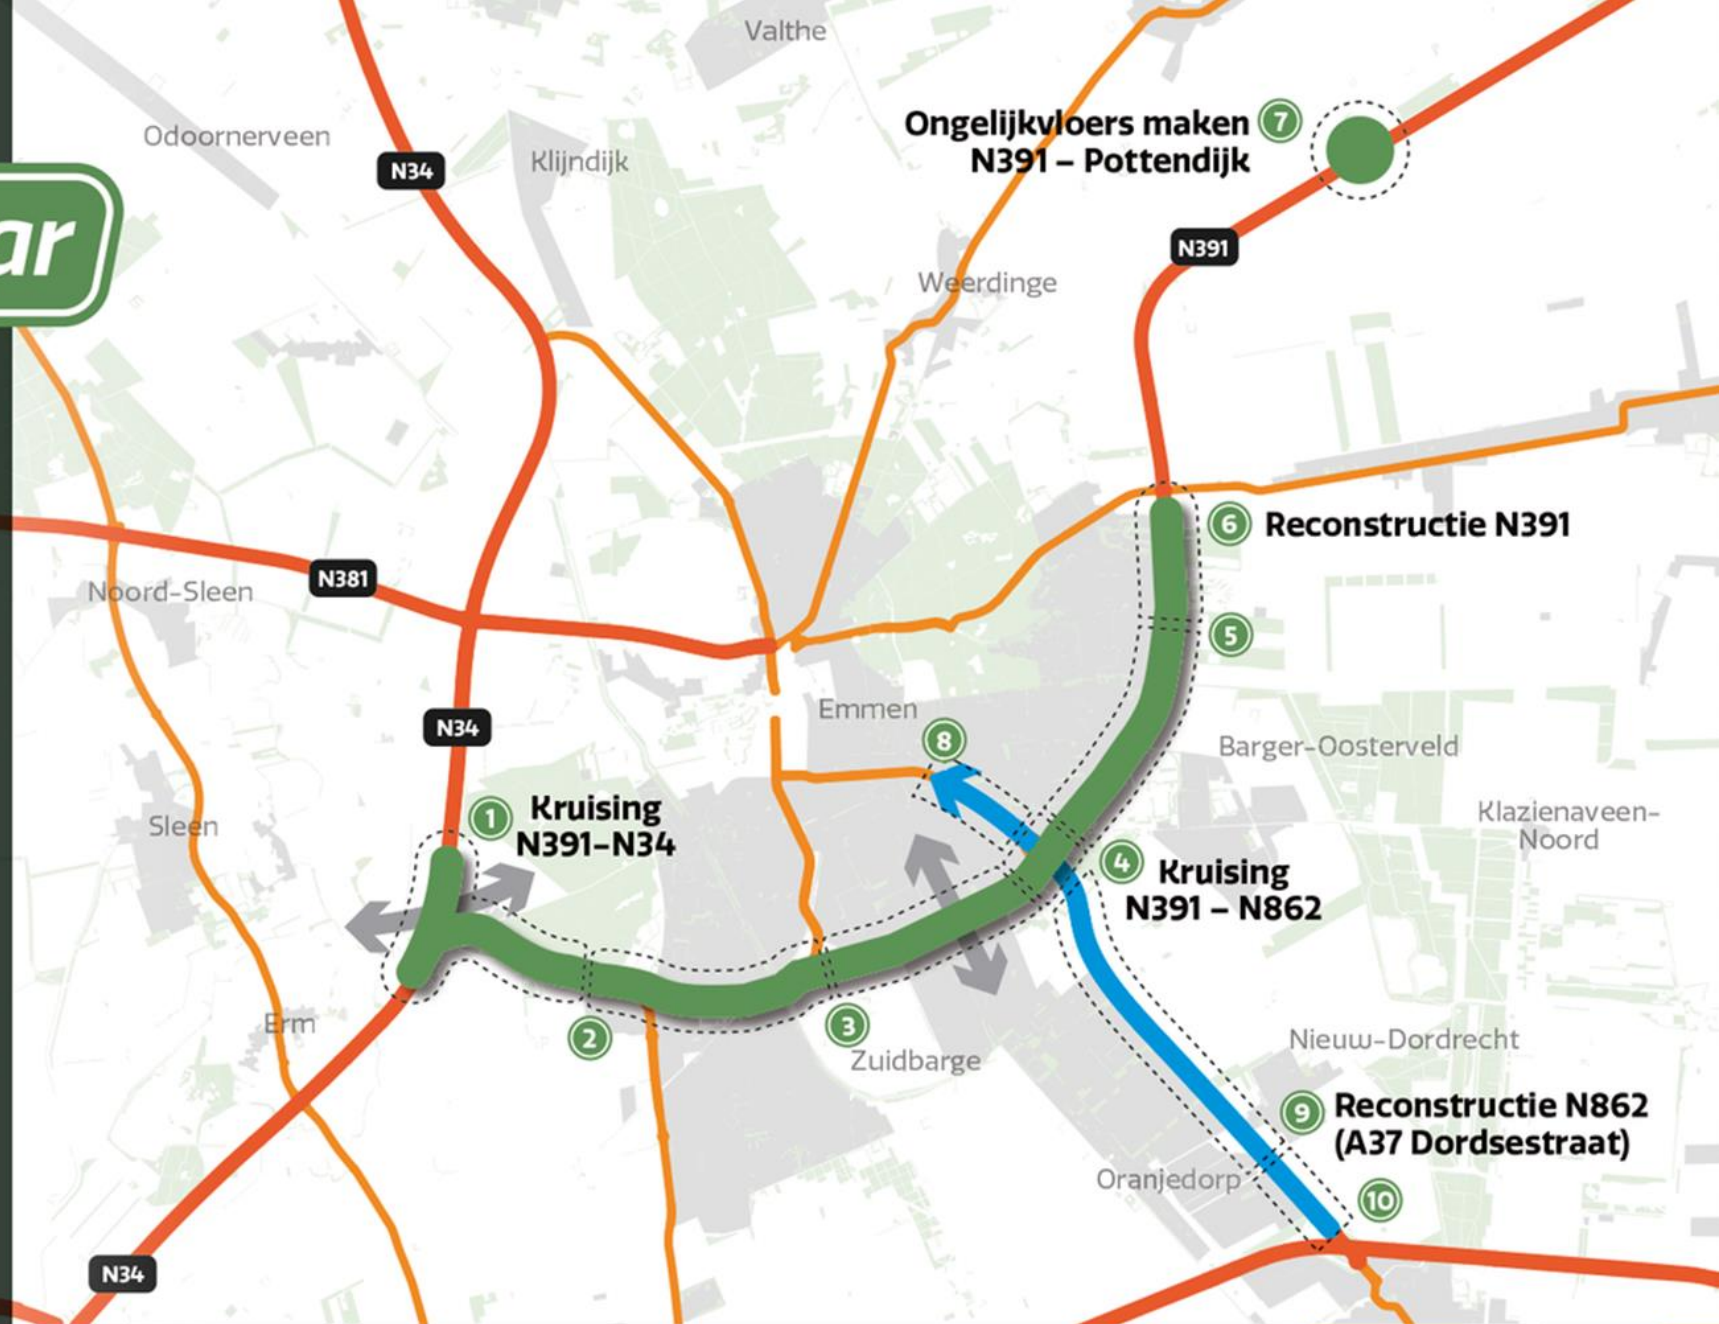 Valthe
Ongelijkvloers maken 7
N391 – Pottendijk
Odoornerveen
N34
Klijndijk
ar
N391
Weerdinge
6 Reconstructie N391
N381
Noord-Sleen
5
N34
Emmen
8
Barger-Oosterveld
1 Kruising
N391–N34
Sleen
Klazienaveen-
Noord
4 Kruising
N391 – N862
Erm
2
3
Zuidbarge
Nieuw-Dordrecht
9 Reconstructie N862
(A37 Dordsestraat)
Oranjedorp
10
N34